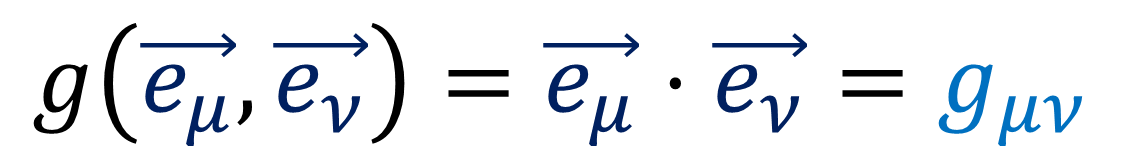 g(e⃗_μ, e⃗_ν) = e⃗_μ · e⃗_ν = g_μν